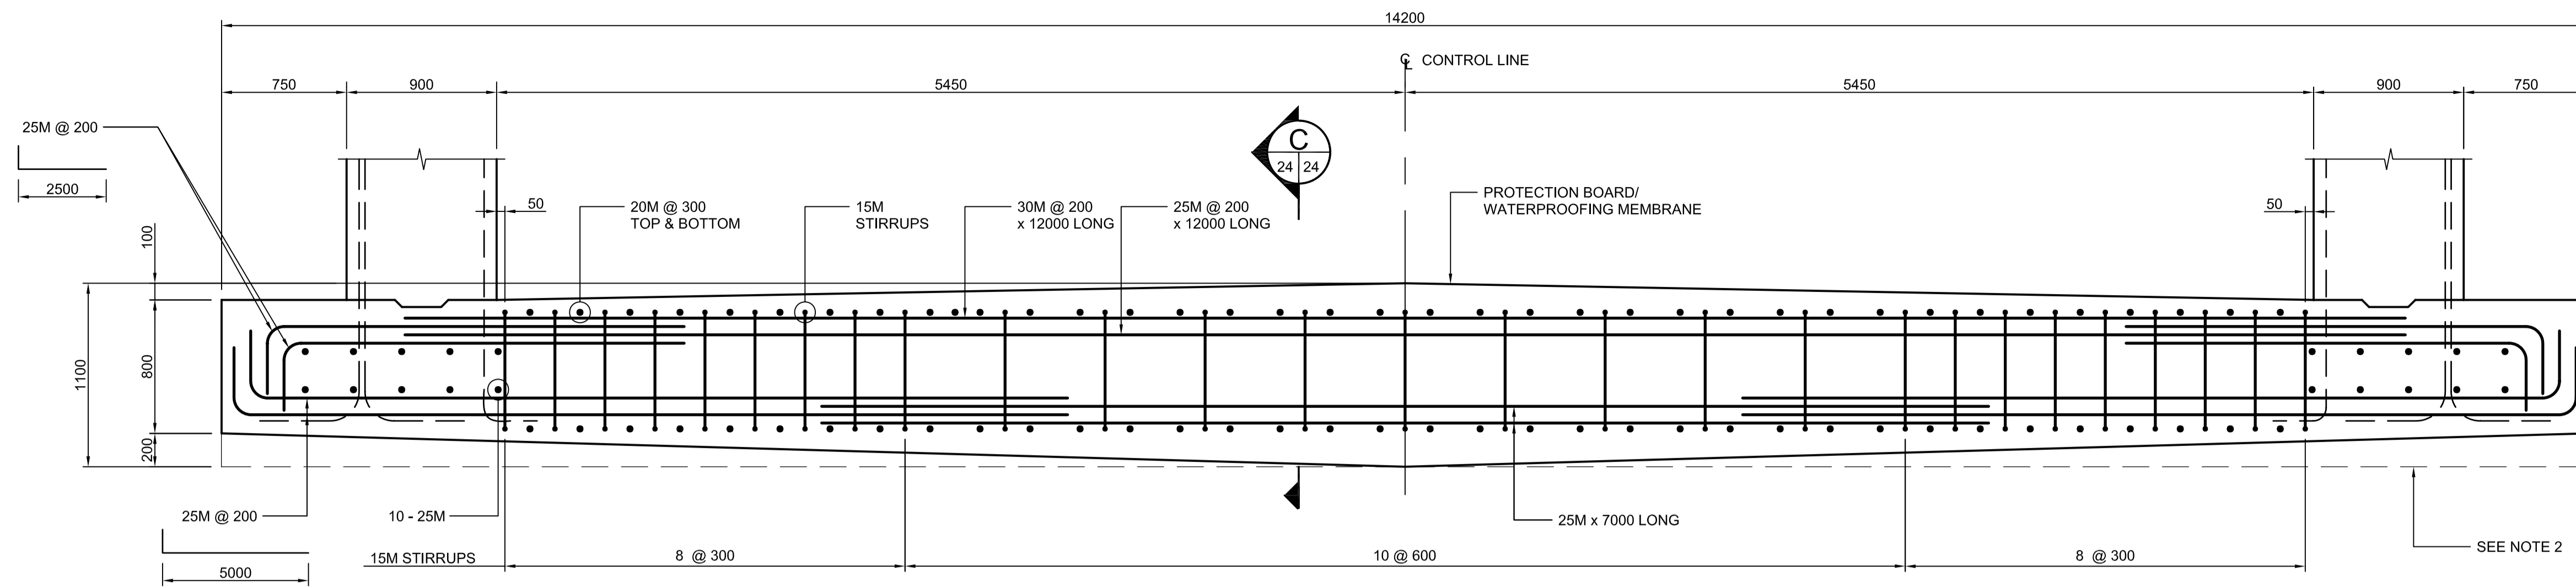 14200
℄ CONTROL LINE
750
900
5450
5450
900
750
25M @ 200
2500
C
24 24
50
20M @ 300
TOP & BOTTOM
15M
STIRRUPS
30M @ 200
x 12000 LONG
25M @ 200
x 12000 LONG
PROTECTION BOARD/
WATERPROOFING MEMBRANE
50
100
1100
800
200
25M @ 200
10 - 25M
25M x 7000 LONG
15M STIRRUPS
8 @ 300
10 @ 600
8 @ 300
SEE NOTE 2
5000